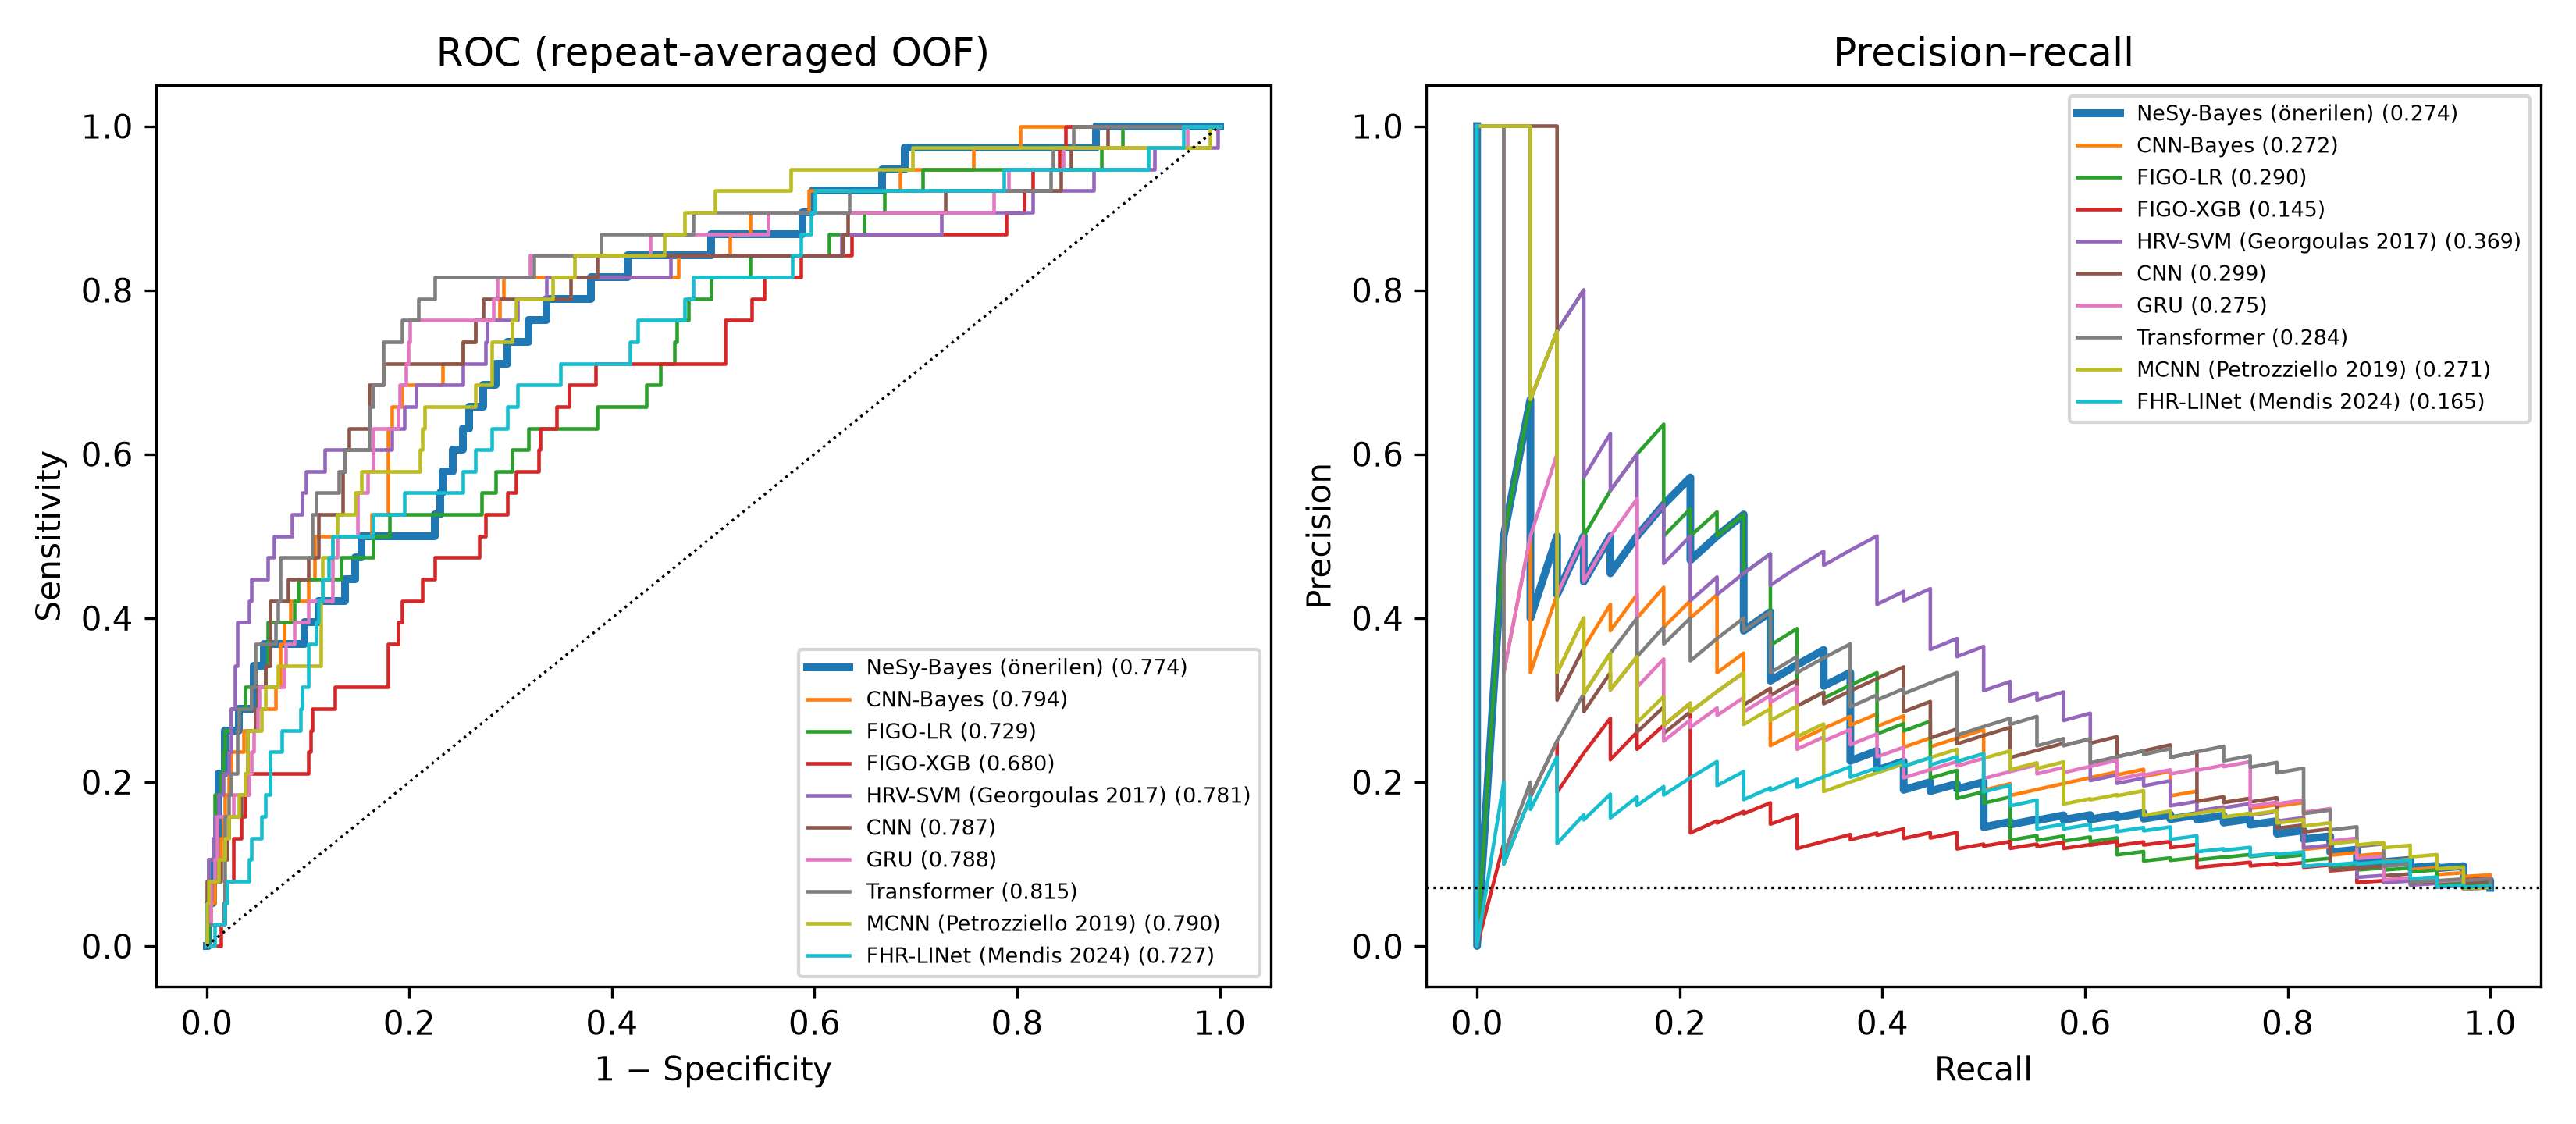 ROC (repeat-averaged OOF)
1.0
0.8
0.6
0.4
0.2
0.0
Sensitivity
0.0 0.2 0.4 0.6 0.8 1.0
1 − Specificity
NeSy-Bayes (önerilen) (0.774)
CNN-Bayes (0.794)
FIGO-LR (0.729)
FIGO-XGB (0.680)
HRV-SVM (Georgoulas 2017) (0.781)
CNN (0.787)
GRU (0.788)
Transformer (0.815)
MCNN (Petrozziello 2019) (0.790)
FHR-LINet (Mendis 2024) (0.727)
Precision–recall
1.0
0.8
0.6
0.4
0.2
0.0
Precision
0.0 0.2 0.4 0.6 0.8 1.0
Recall
NeSy-Bayes (önerilen) (0.274)
CNN-Bayes (0.272)
FIGO-LR (0.290)
FIGO-XGB (0.145)
HRV-SVM (Georgoulas 2017) (0.369)
CNN (0.299)
GRU (0.275)
Transformer (0.284)
MCNN (Petrozziello 2019) (0.271)
FHR-LINet (Mendis 2024) (0.165)